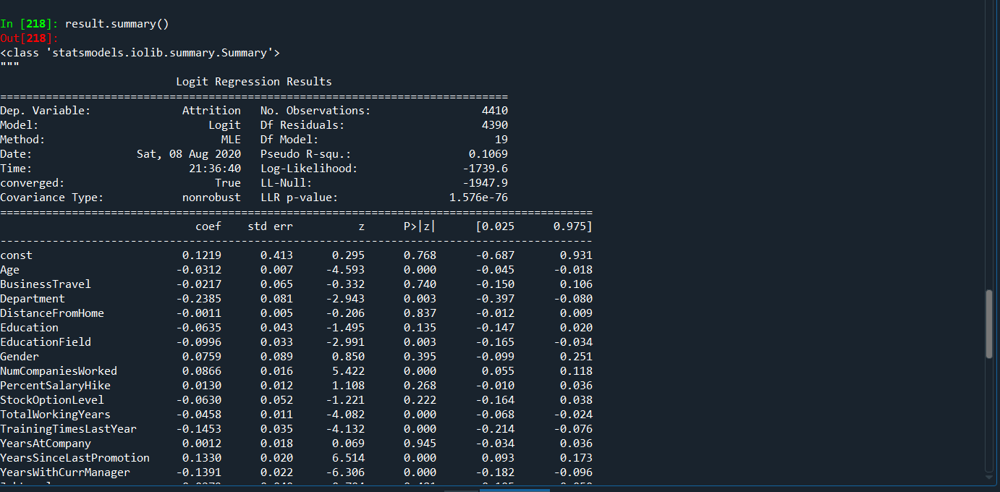 In [218]: result.summary()
Out[218]:
<class 'statsmodels.iolib.summary.Summary'>
"""
                           Logit Regression Results
==============================================================================
Dep. Variable:              Attrition   No. Observations:                 4410
Model:                          Logit   Df Residuals:                     4390
Method:                           MLE   Df Model:                           19
Date:                Sat, 08 Aug 2020   Pseudo R-squ.:                  0.1069
Time:                        21:36:40   Log-Likelihood:                -1739.6
converged:                       True   LL-Null:                       -1947.9
Covariance Type:            nonrobust   LLR p-value:                 1.576e-76
===========================================================================================
                              coef    std err          z      P>|z|      [0.025      0.975]
-------------------------------------------------------------------------------------------
const                       0.1219      0.413      0.295      0.768      -0.687       0.931
Age                        -0.0312      0.007     -4.593      0.000      -0.045      -0.018
BusinessTravel             -0.0217      0.065     -0.332      0.740      -0.150       0.106
Department                 -0.2385      0.081     -2.943      0.003      -0.397      -0.080
DistanceFromHome           -0.0011      0.005     -0.206      0.837      -0.012       0.009
Education                  -0.0635      0.043     -1.495      0.135      -0.147       0.020
EducationField             -0.0996      0.033     -2.991      0.003      -0.165      -0.034
Gender                      0.0759      0.089      0.850      0.395      -0.099       0.251
NumCompaniesWorked          0.0866      0.016      5.422      0.000       0.055       0.118
PercentSalaryHike           0.0130      0.012      1.108      0.268      -0.010       0.036
StockOptionLevel           -0.0630      0.052     -1.221      0.222      -0.164       0.038
TotalWorkingYears          -0.0458      0.011     -4.082      0.000      -0.068      -0.024
TrainingTimesLastYear      -0.1453      0.035     -4.132      0.000      -0.214      -0.076
YearsAtCompany              0.0012      0.018      0.069      0.945      -0.034       0.036
YearsSinceLastPromotion     0.1330      0.020      6.514      0.000       0.093       0.173
YearsWithCurrManager       -0.1391      0.022     -6.306      0.000      -0.182      -0.096